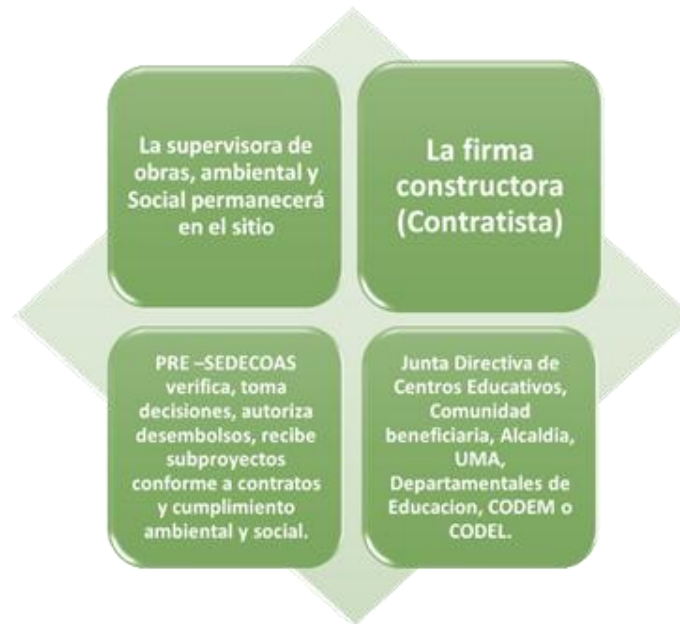 La supervisora de
obras, ambiental y
Social permanecerá
en el sitio
La firma
constructora
(Contratista)
PRE –SEDECOAS
verifica, toma
decisiones, autoriza
desembolsos, recibe
subproyectos
conforme a contratos
y cumplimiento
ambiental y social.
Junta Directiva de
Centros Educativos,
Comunidad
beneficiaria, Alcaldia,
UMA,
Departamentales de
Educacion, CODEM o
CODEL.